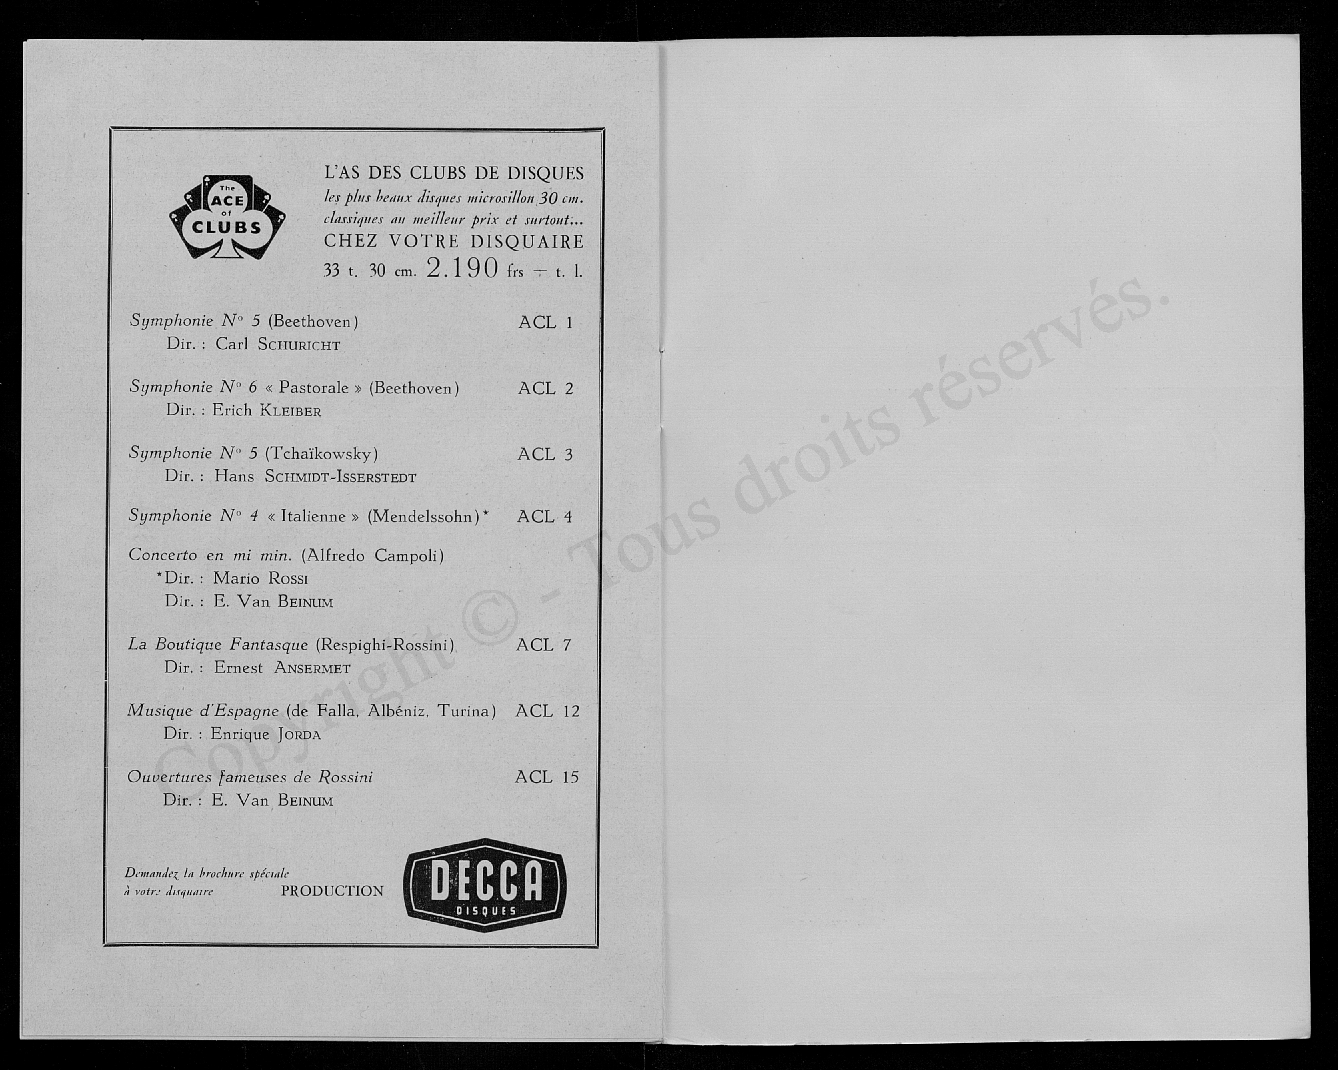 The
ACE
of
CLUBS
L'AS DES CLUBS DE DISQUES
les plus beaux disques microsillon 30 cm.
classiques au meilleur prix et surtout...
CHEZ VOTRE DISQUAIRE
33 t. 30 cm. 2.190 frs + t. l.
Symphonie N° 5 (Beethoven) ACL 1
Dir. : Carl SCHURICHT
Symphonie N° 6 « Pastorale » (Beethoven) ACL 2
Dir. : Erich KLEIBER
Symphonie N° 5 (Tchaïkowsky) ACL 3
Dir. : Hans SCHMIDT-ISSERSTEDT
Symphonie N° 4 « Italienne » (Mendelssohn)* ACL 4
Concerto en mi min. (Alfredo Campoli)
*Dir. : Mario ROSSI
Dir. : E. Van BEINUM
La Boutique Fantasque (Respighi-Rossini) ACL 7
Dir. : Ernest ANSERMET
Musique d'Espagne (de Falla, Albéniz, Turina) ACL 12
Dir. : Enrique JORDA
Ouvertures fameuses de Rossini ACL 15
Dir. : E. Van BEINUM
Demandez la brochure spéciale
à votre disquaire PRODUCTION
DECCA
DISQUES
Copyright © - Tous droits réservés.